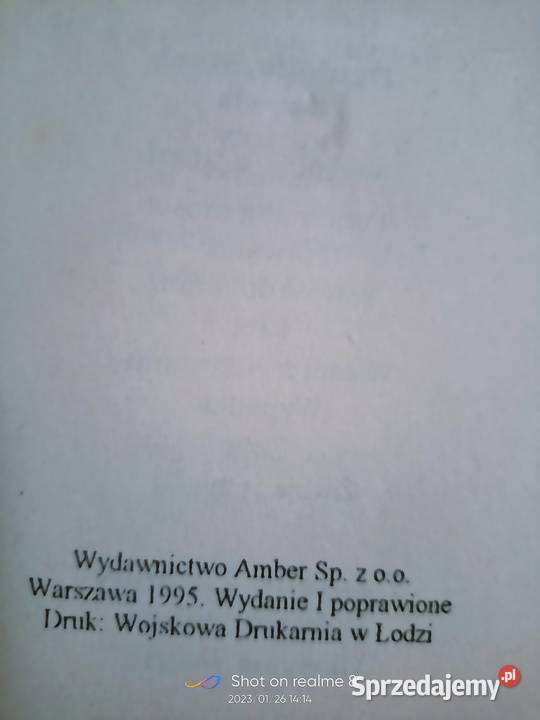 Wydawnictwo Amber Sp. z o.o.
Warszawa 1995. Wydanie I poprawione
Druk: Wojskowa Drukarnia w Łodzi
Shot on realme 8
2023. 01. 26 14:14
Sprzedajemy.pl